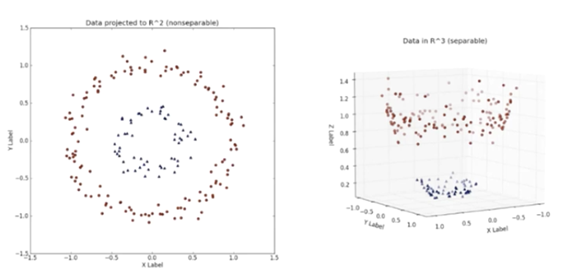 Data projected to R^2 (nonseparable)
1.5
1.0
0.5
0.0
−0.5
−1.0
−1.5
Y Label
−1.5 −1.0 −0.5 0.0 0.5 1.0 1.5
X Label
Data in R^3 (separable)
1.4
1.2
1.0
0.8
0.6
0.4
0.2
Z Label
−1.0 −0.5 0.0 0.5 1.0
Y Label
1.0 0.5 0.0 −0.5 −1.0
X Label